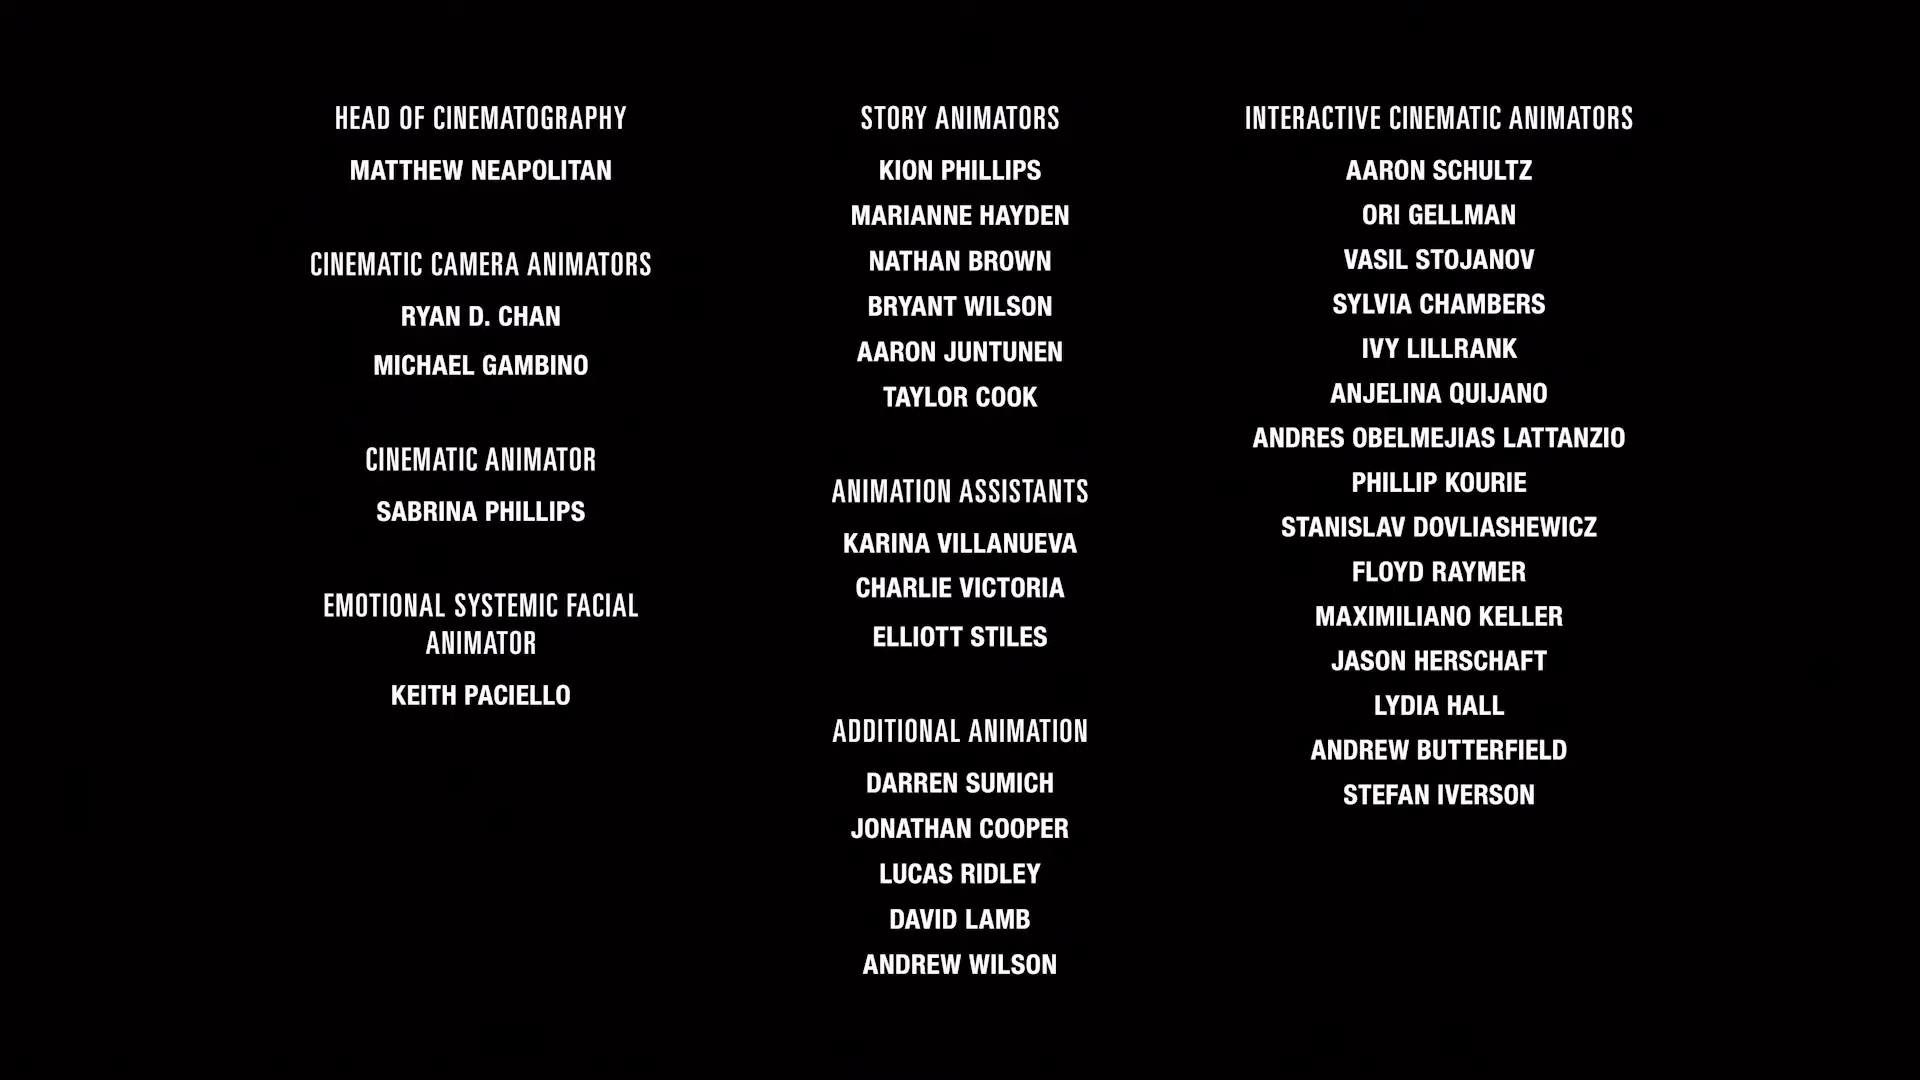 HEAD OF CINEMATOGRAPHY
MATTHEW NEAPOLITAN
CINEMATIC CAMERA ANIMATORS
RYAN D. CHAN
MICHAEL GAMBINO
CINEMATIC ANIMATOR
SABRINA PHILLIPS
EMOTIONAL SYSTEMIC FACIAL
ANIMATOR
KEITH PACIELLO
STORY ANIMATORS
KION PHILLIPS
MARIANNE HAYDEN
NATHAN BROWN
BRYANT WILSON
AARON JUNTUNEN
TAYLOR COOK
ANIMATION ASSISTANTS
KARINA VILLANUEVA
CHARLIE VICTORIA
ELLIOTT STILES
ADDITIONAL ANIMATION
DARREN SUMICH
JONATHAN COOPER
LUCAS RIDLEY
DAVID LAMB
ANDREW WILSON
INTERACTIVE CINEMATIC ANIMATORS
AARON SCHULTZ
ORI GELLMAN
VASIL STOJANOV
SYLVIA CHAMBERS
IVY LILLRANK
ANJELINA QUIJANO
ANDRES OBELMEJIAS LATTANZIO
PHILLIP KOURIE
STANISLAV DOVLIASHEWICZ
FLOYD RAYMER
MAXIMILIANO KELLER
JASON HERSCHAFT
LYDIA HALL
ANDREW BUTTERFIELD
STEFAN IVERSON